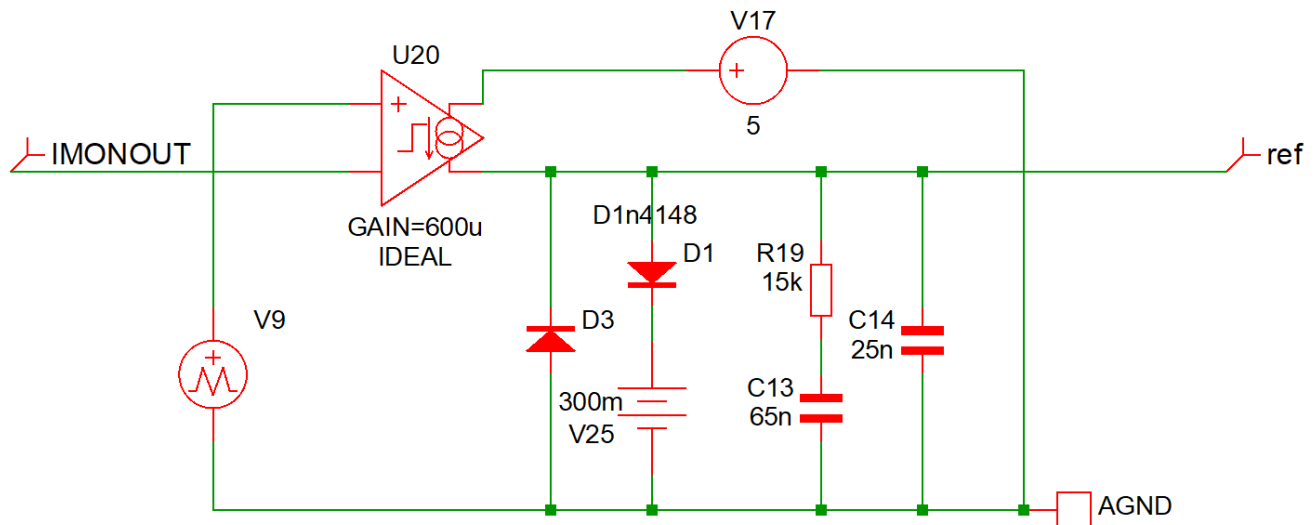 V17
U20
+
+
5
IMONOUT
ref
GAIN=600u
IDEAL
D1n4148
D1
R19
15k
V9
+
D3
C14
25n
300m
V25
C13
65n
AGND